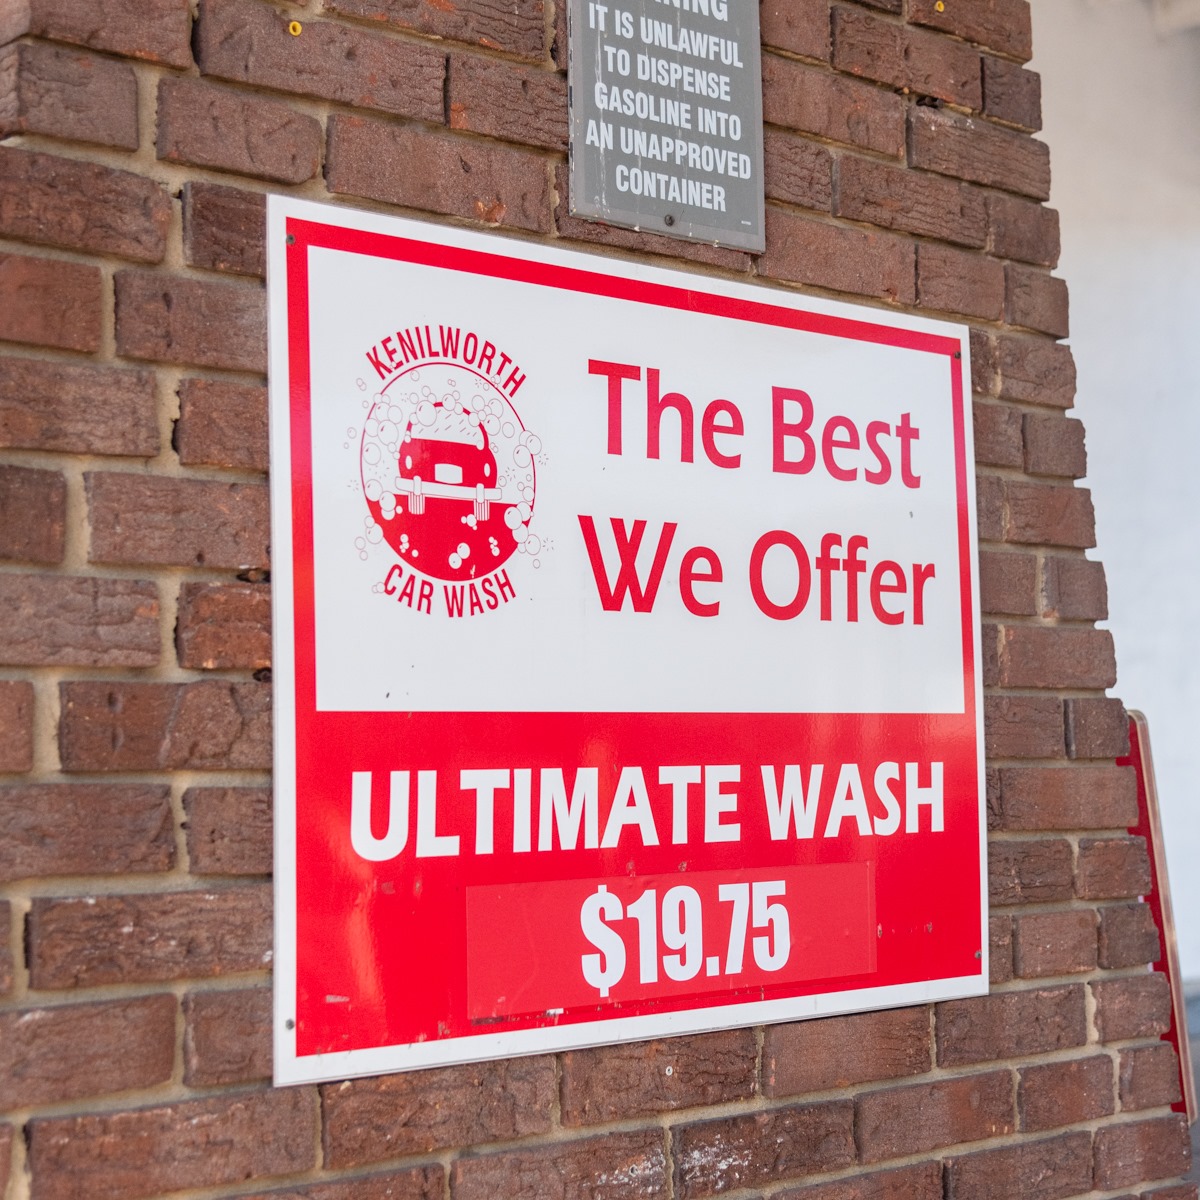 IT IS UNLAWFUL
TO DISPENSE
GASOLINE INTO
AN UNAPPROVED
CONTAINER
KENILWORTH
CAR WASH
The Best
We Offer
ULTIMATE WASH
$19.75